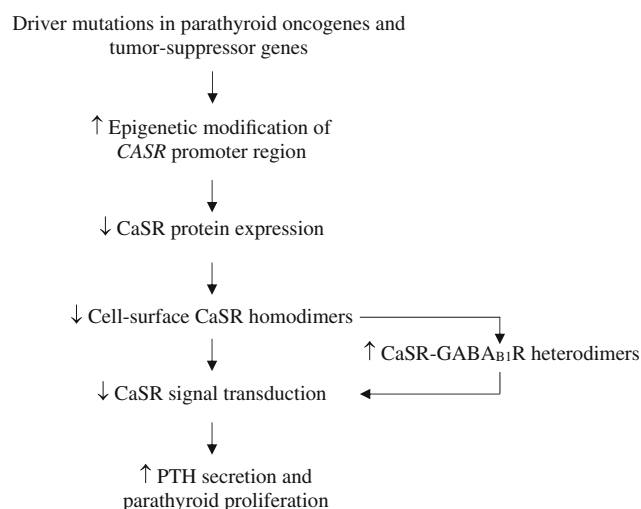 Driver mutations in parathyroid oncogenes and
tumor-suppressor genes
↑ Epigenetic modification of
CASR promoter region
↓ CaSR protein expression
↓ Cell-surface CaSR homodimers
↑ CaSR-GABAB1R heterodimers
↓ CaSR signal transduction
↑ PTH secretion and
parathyroid proliferation